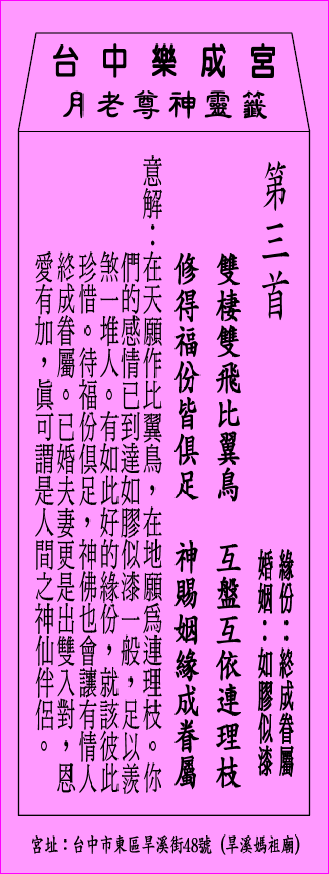 台中樂成宮
月老尊神靈籤
第三首
緣份：終成眷屬
婚姻：如膠似漆
雙棲雙飛比翼鳥 互盤互依連理枝
修得福份皆俱足 神賜姻緣成眷屬
意解：在天願作比翼鳥，在地願為連理枝。你
們的感情已到達如膠似漆一般，足以羨
煞一堆人。有如此好的緣份，就該彼此
珍惜。待福份俱足，神佛也會讓有情人
終成眷屬。已婚夫妻更是出雙入對，恩
愛有加，真可謂是人間之神仙伴侶。
宮址：台中市東區旱溪街48號（旱溪媽祖廟）